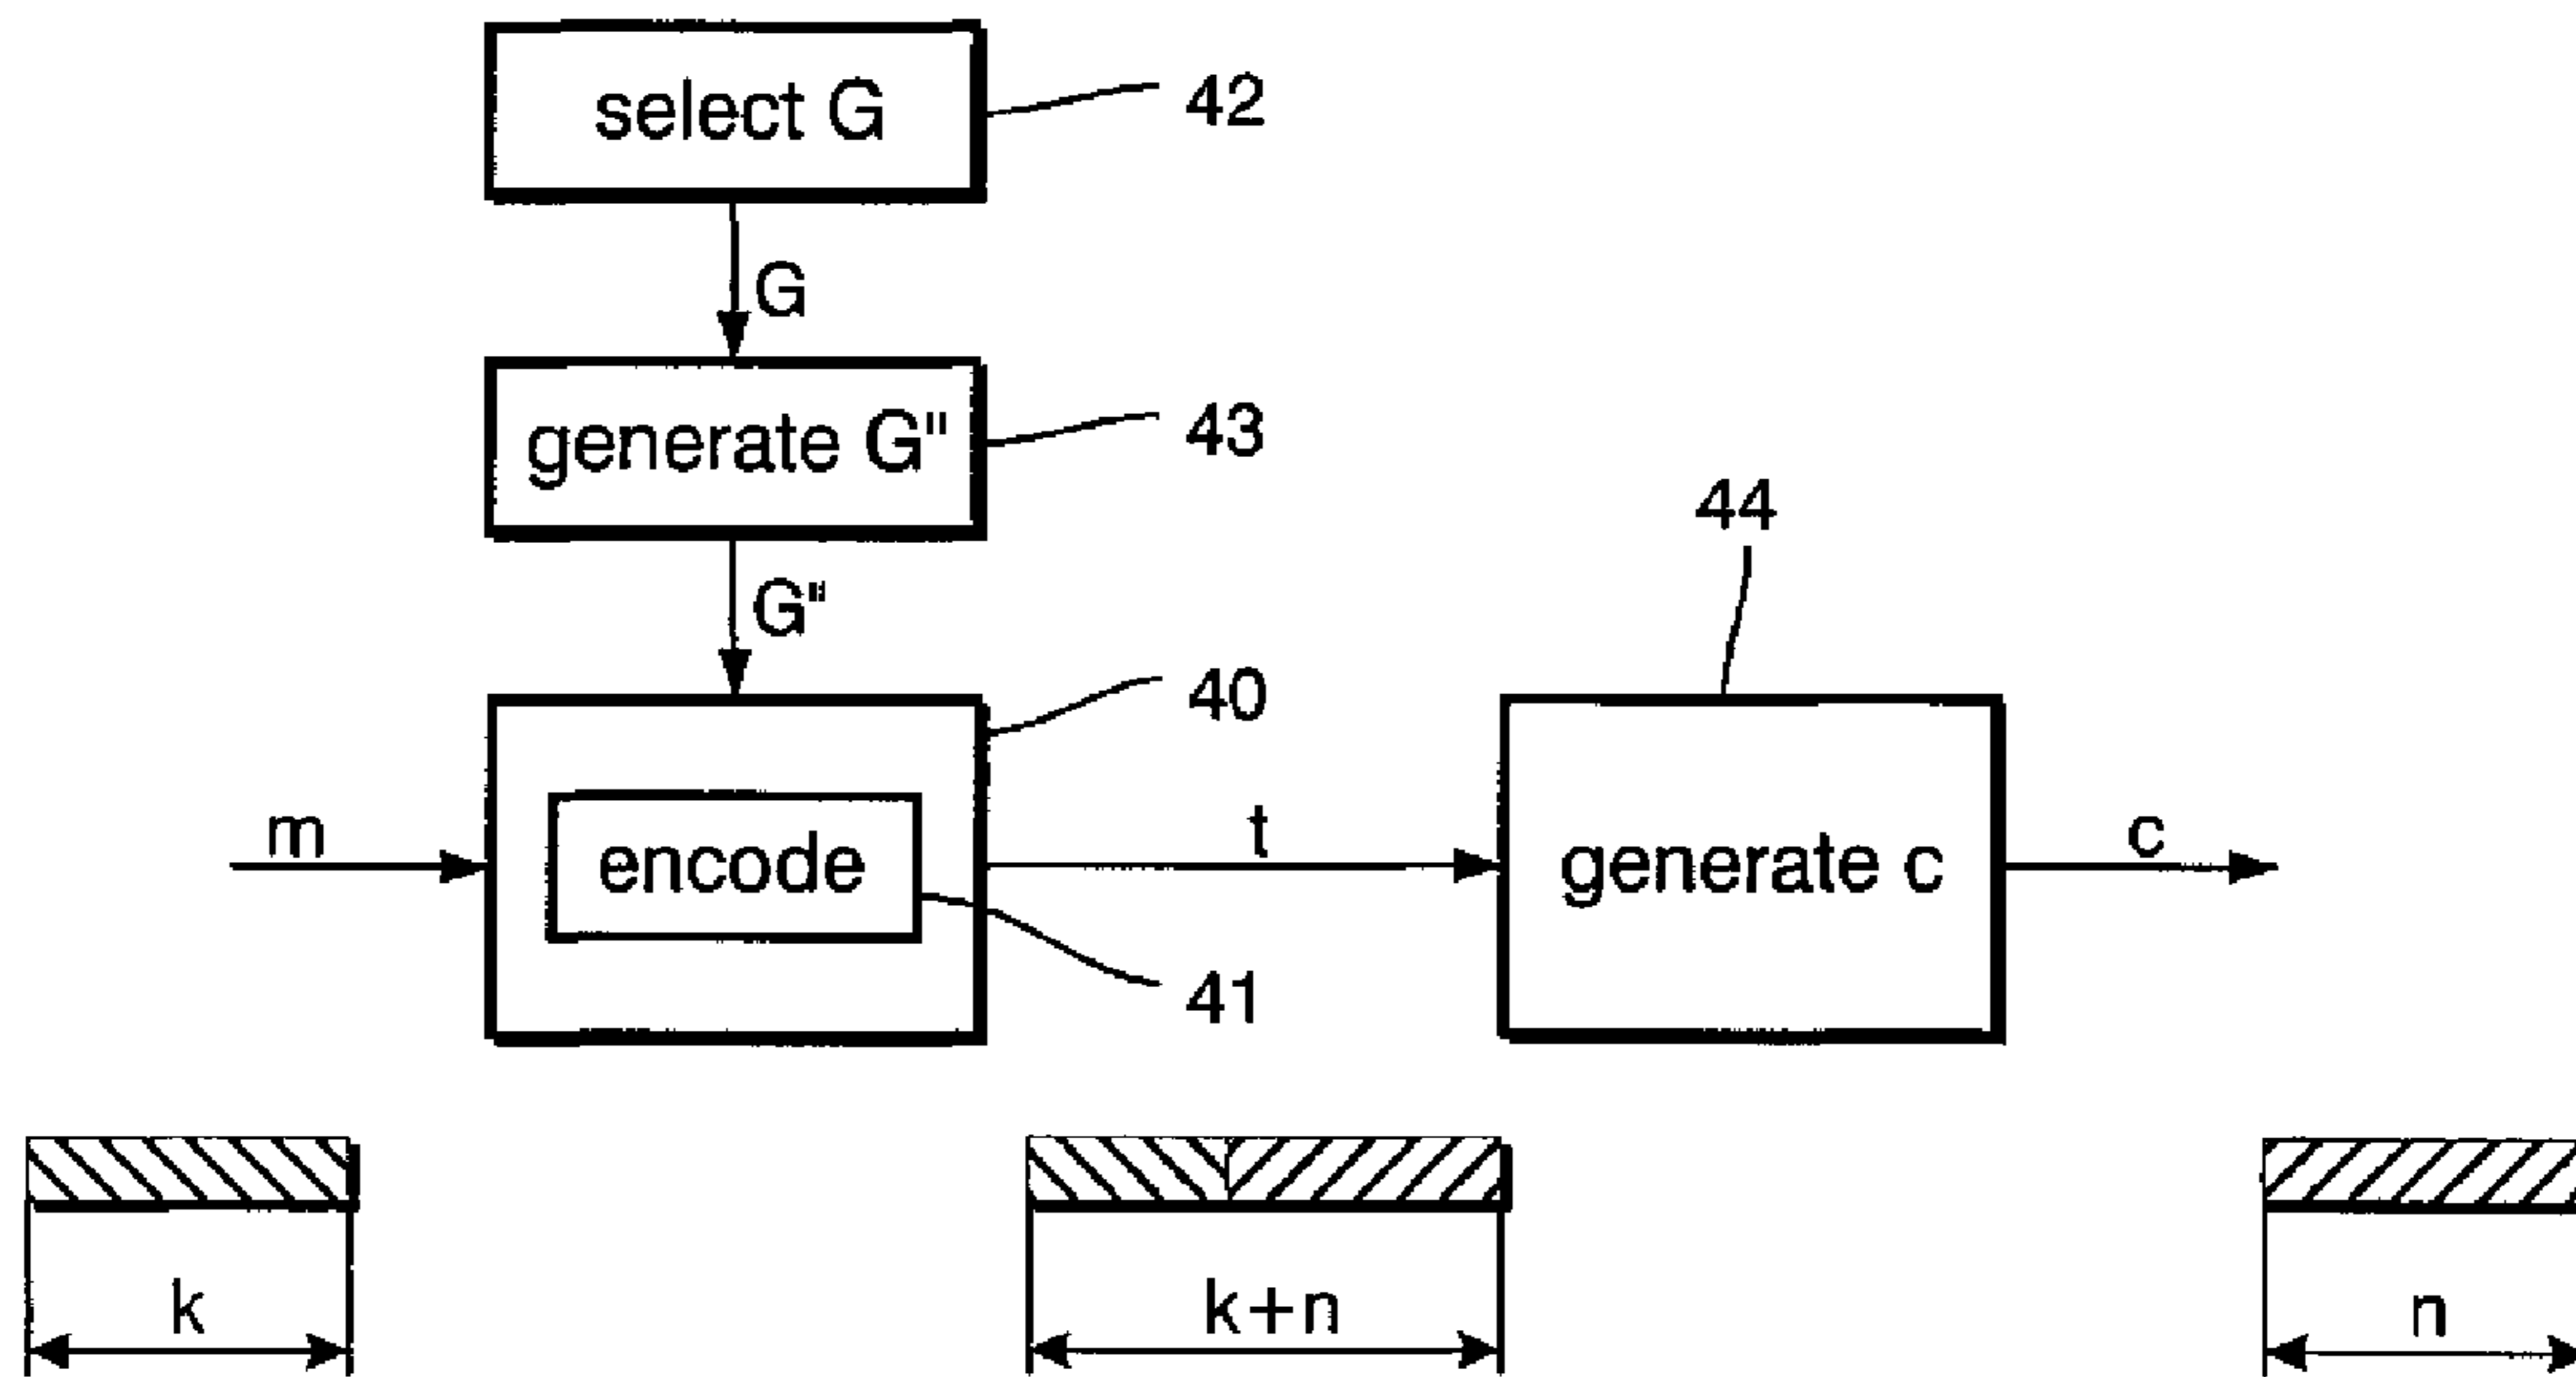 select G
42
G
generate G"
43
44
G"
40
m
encode
t
generate c
c
41
k
k+n
n